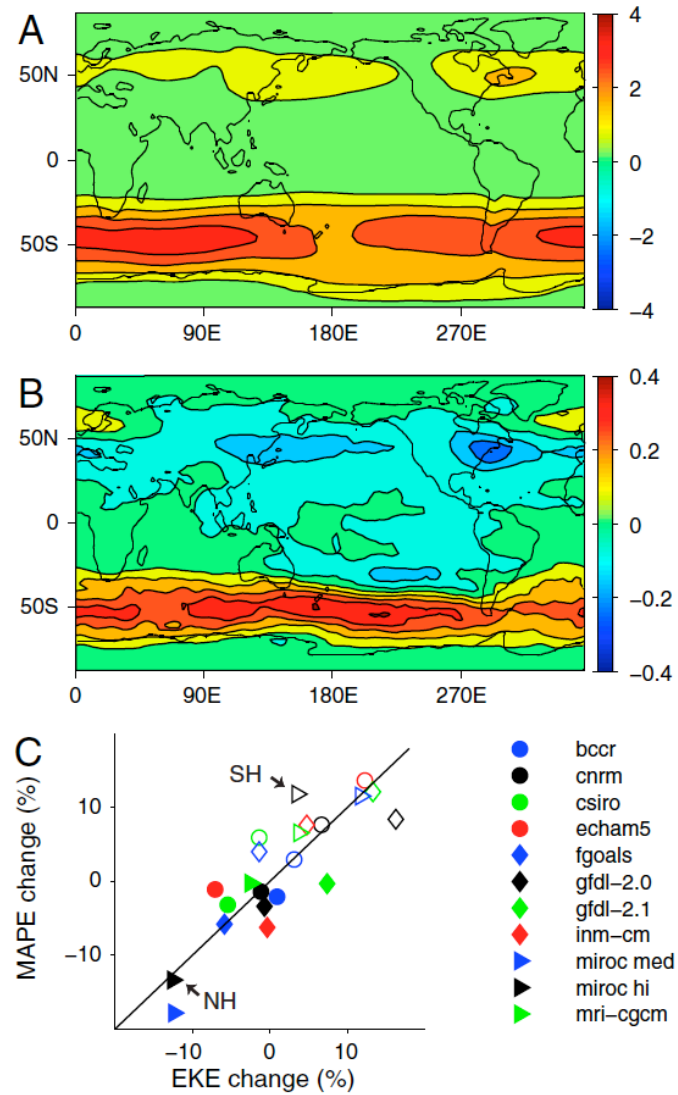 A
50N
0
50S
0
90E
180E
270E
4
2
0
−2
−4
B
50N
0
50S
0
90E
180E
270E
0.4
0.2
0
−0.2
−0.4
C
MAPE change (%)
10
0
−10
SH
NH
−10
0
10
EKE change (%)
bccr
cnrm
csiro
echam5
fgoals
gfdl−2.0
gfdl−2.1
inm−cm
miroc med
miroc hi
mri−cgcm